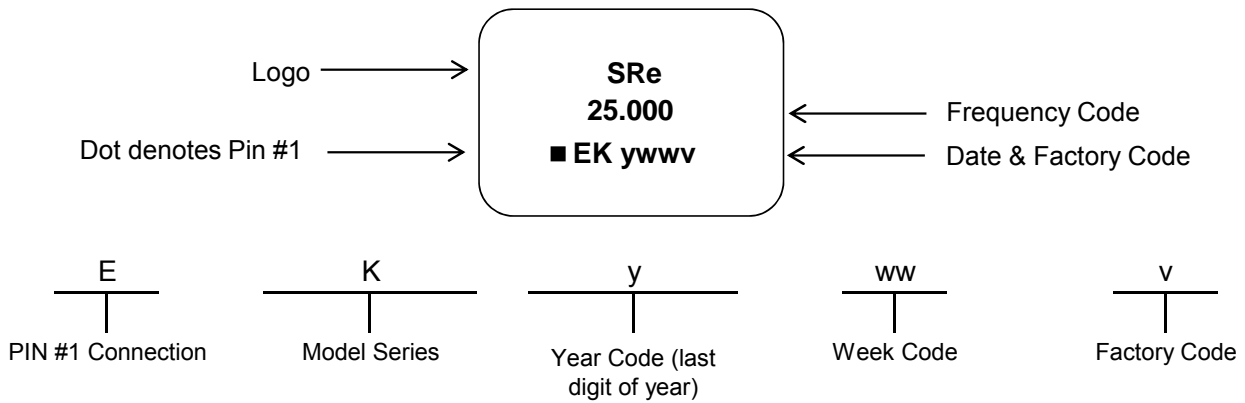 Logo
SRe
25.000
Frequency Code
Dot denotes Pin #1
■ EK ywwv
Date & Factory Code
E
K
y
ww
v
PIN #1 Connection
Model Series
Year Code (last
digit of year)
Week Code
Factory Code